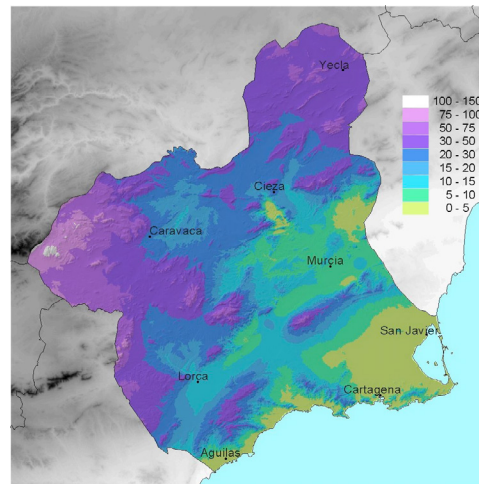 Yecla
100 - 150
75 - 100
50 - 75
30 - 50
20 - 30
15 - 20
10 - 15
5 - 10
0 - 5
Cieza
Caravaca
Murcia
San Javier
Lorca
Cartagena
Aguilas